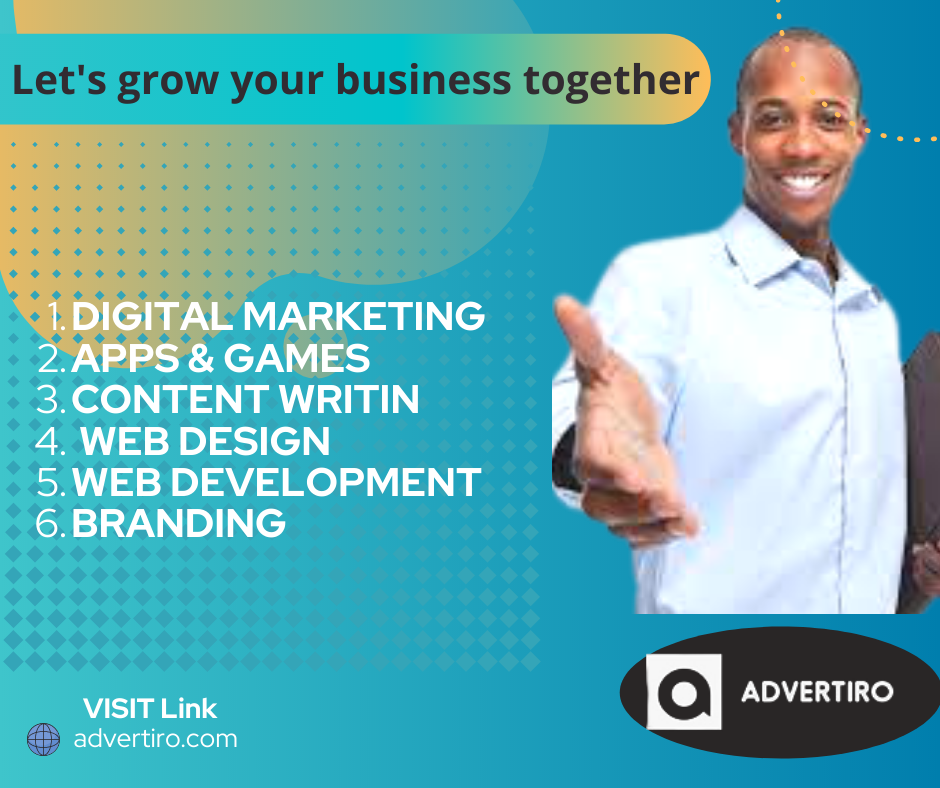 Let's grow your business together
1. DIGITAL MARKETING
2. APPS & GAMES
3. CONTENT WRITIN
4. WEB DESIGN
5. WEB DEVELOPMENT
6. BRANDING
VISIT Link
advertiro.com
ADVERTIRO